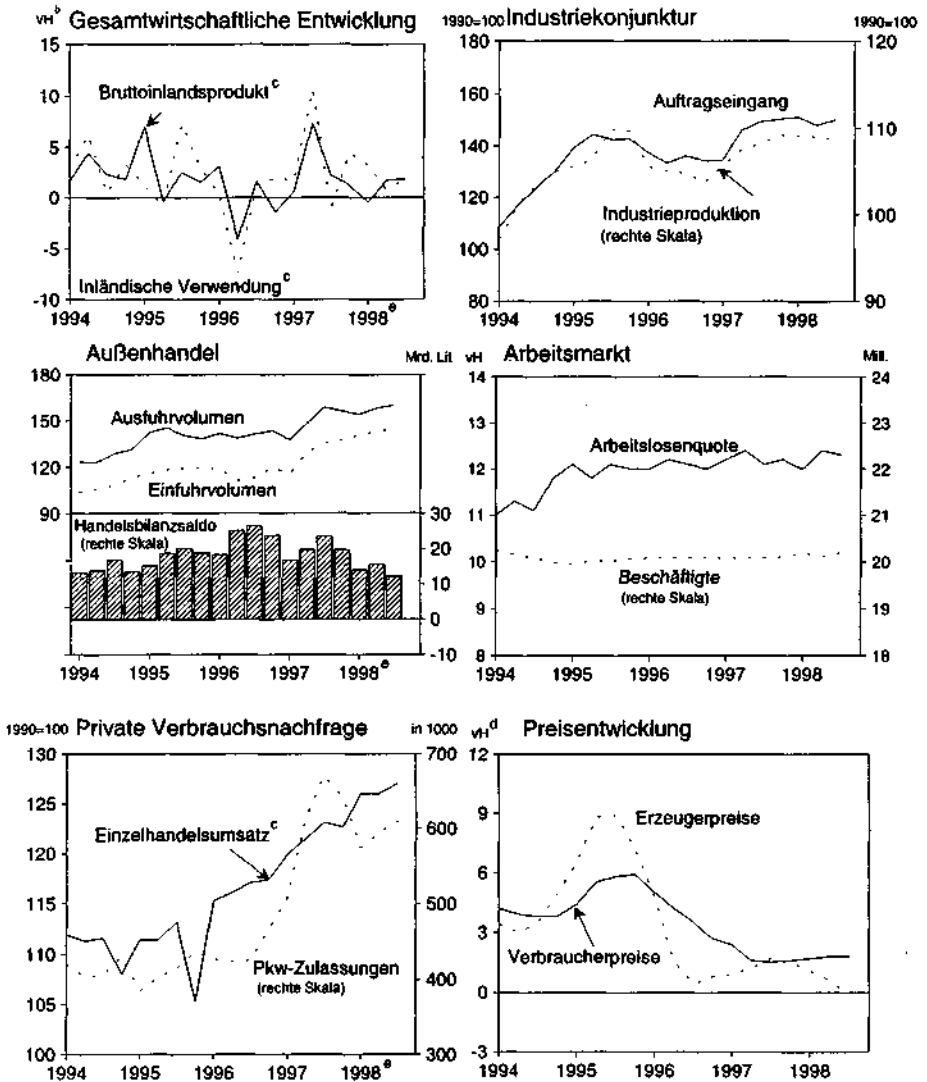 vH^b Gesamtwirtschaftliche Entwicklung
15
10
5
0
-5
-10
Bruttoinlandsprodukt^c
Inländische Verwendung^c
1994 1995 1996 1997 1998^e
1990=100 Industriekonjunktur 1990=100
180
160
140
120
100
80
120
110
100
90
Auftragseingang
Industrieproduktion
(rechte Skala)
1994 1995 1996 1997 1998
Außenhandel Mrd. Lit
180
150
120
90
30
20
10
0
-10
Ausfuhrvolumen
Einfuhrvolumen
Handelsbilanzsaldo
(rechte Skala)
1994 1995 1996 1997 1998^e
vH Arbeitsmarkt Mill.
14
13
12
11
10
9
8
24
23
22
21
20
19
18
Arbeitslosenquote
Beschäftigte
(rechte Skala)
1994 1995 1996 1997 1998
1990=100 Private Verbrauchsnachfrage in 1000
130
125
120
115
110
105
100
700
600
500
400
300
Einzelhandelsumsatz^c
Pkw-Zulassungen
(rechte Skala)
1994 1995 1996 1997 1998^e
vH^d Preisentwicklung
12
9
6
3
0
-3
Erzeugerpreise
Verbraucherpreise
1994 1995 1996 1997 1998